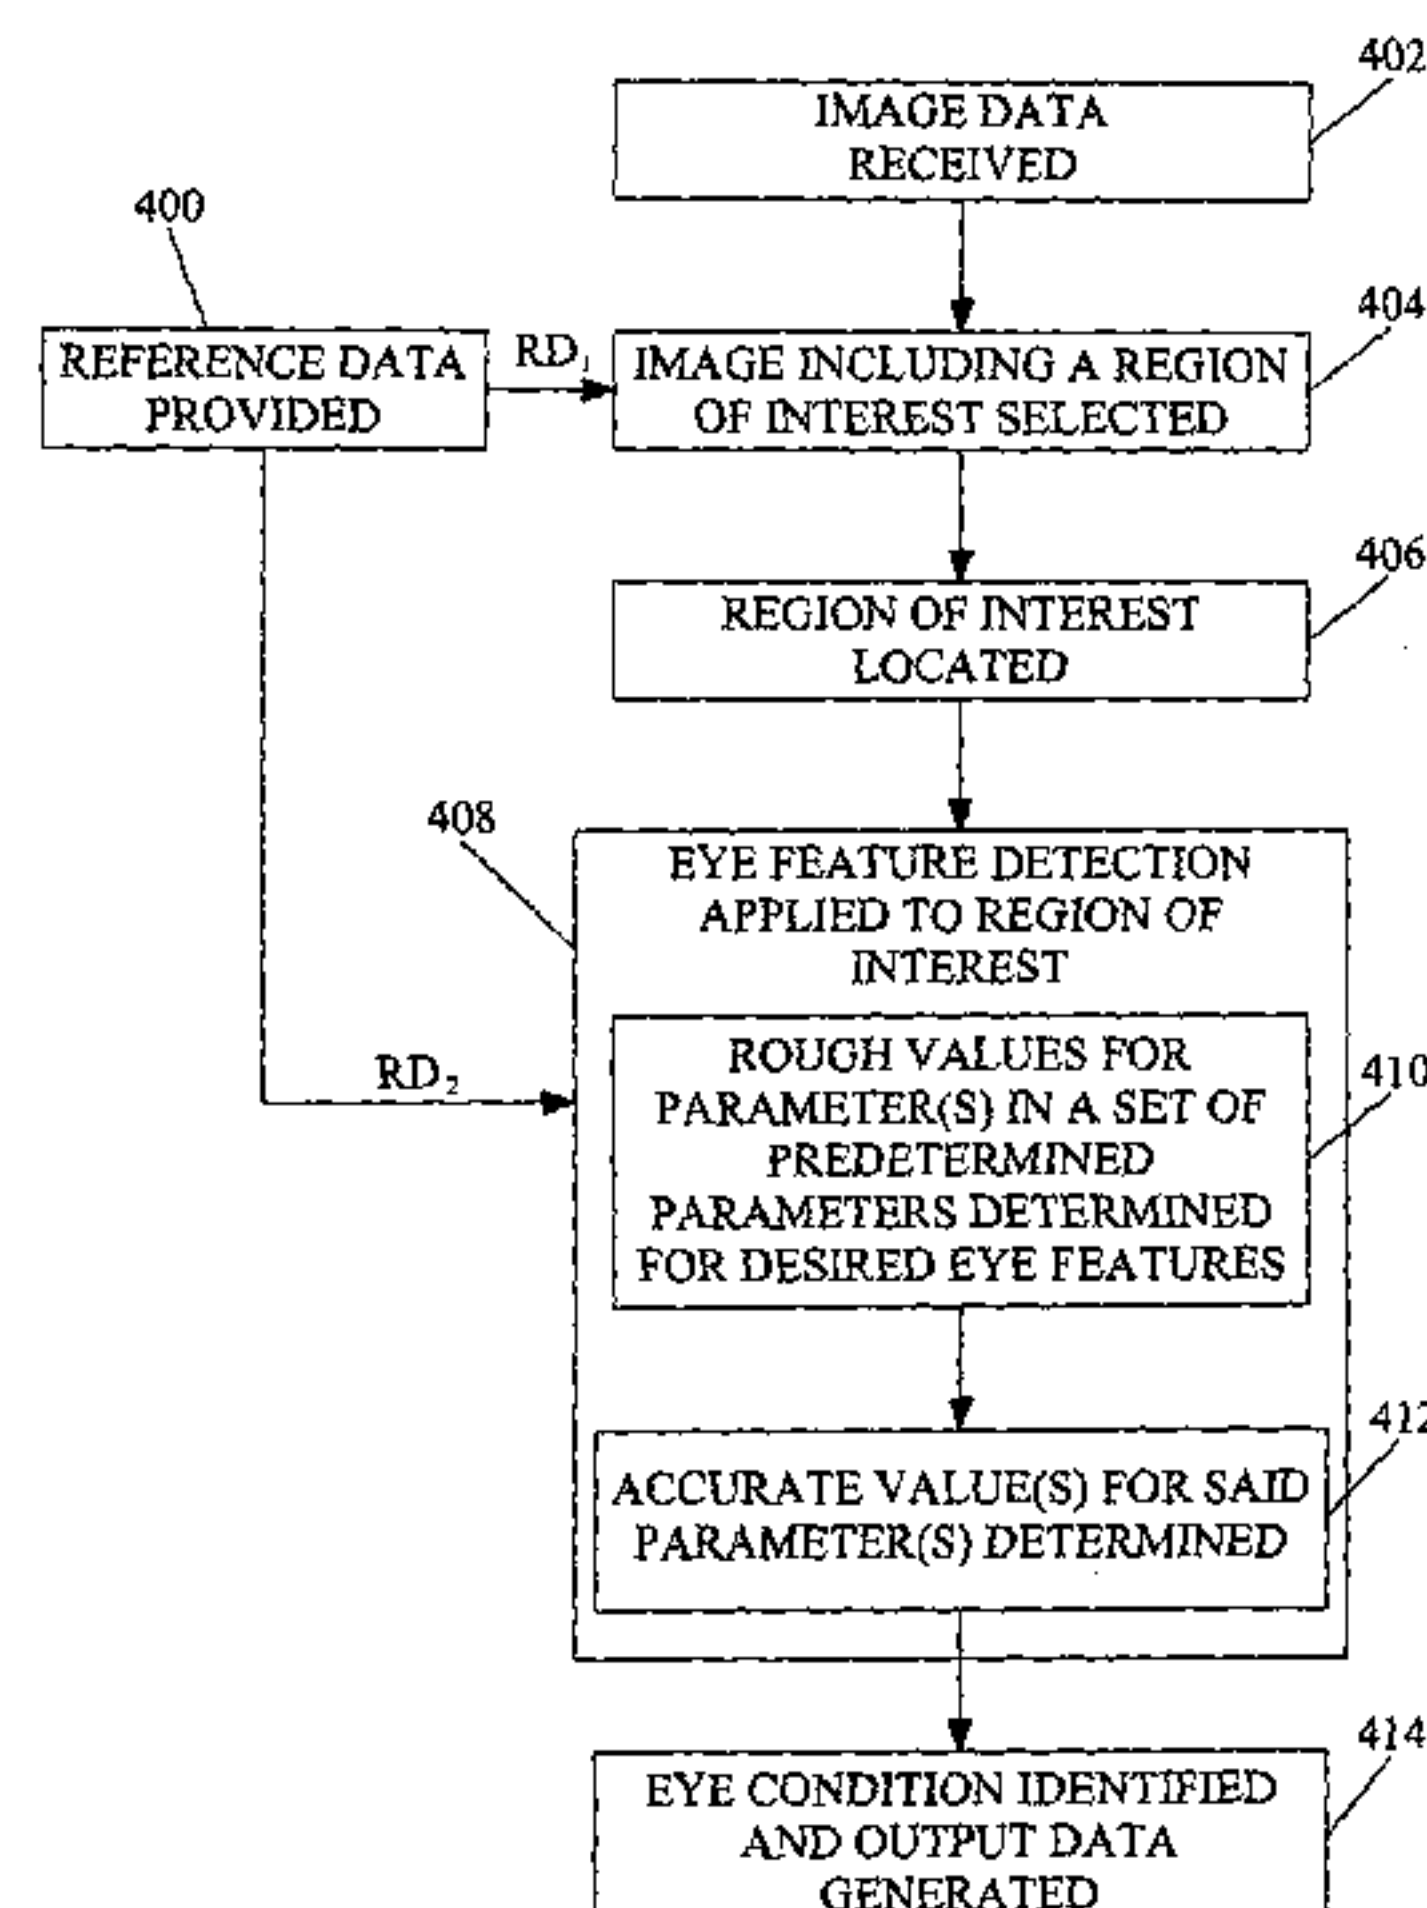 402
IMAGE DATA
RECEIVED
400
404
REFERENCE DATA
PROVIDED
RD₁
IMAGE INCLUDING A REGION
OF INTEREST SELECTED
406
REGION OF INTEREST
LOCATED
408
EYE FEATURE DETECTION
APPLIED TO REGION OF
INTEREST
RD₂
ROUGH VALUES FOR
PARAMETER(S) IN A SET OF
PREDETERMINED
PARAMETERS DETERMINED
FOR DESIRED EYE FEATURES
410
412
ACCURATE VALUE(S) FOR SAID
PARAMETER(S) DETERMINED
414
EYE CONDITION IDENTIFIED
AND OUTPUT DATA
GENERATED